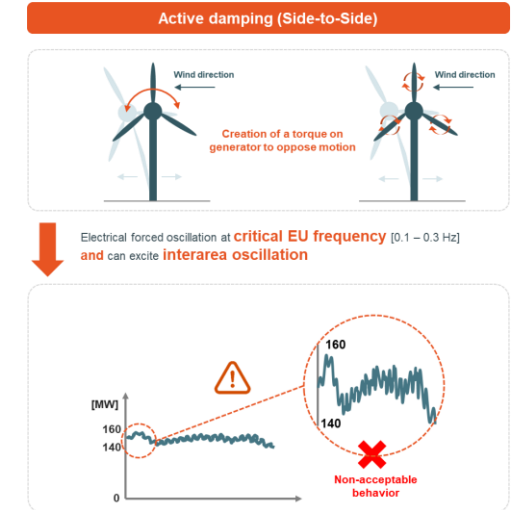 Active damping (Side-to-Side)
Wind direction
Wind direction
Creation of a torque on
generator to oppose motion
Electrical forced oscillation at critical EU frequency [0.1 – 0.3 Hz]
and can excite interarea oscillation
160
140
[MW]
160
140
0
Non-acceptable
behavior